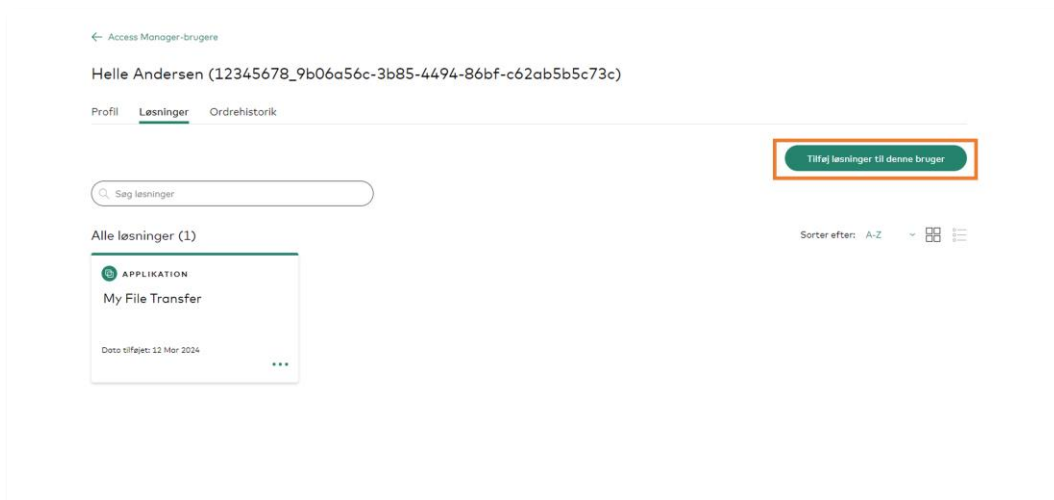 ← Access Manager-brugere
Helle Andersen (12345678_9b06a56c-3b85-4494-86bf-c62ab5b5c73c)
Profil Løsninger Ordrehistorik
Tilføj løsninger til denne bruger
Søg løsninger
Alle løsninger (1)
Sorter efter: A-Z
APPLIKATION
My File Transfer
Dato tilføjet: 12 Mar 2024